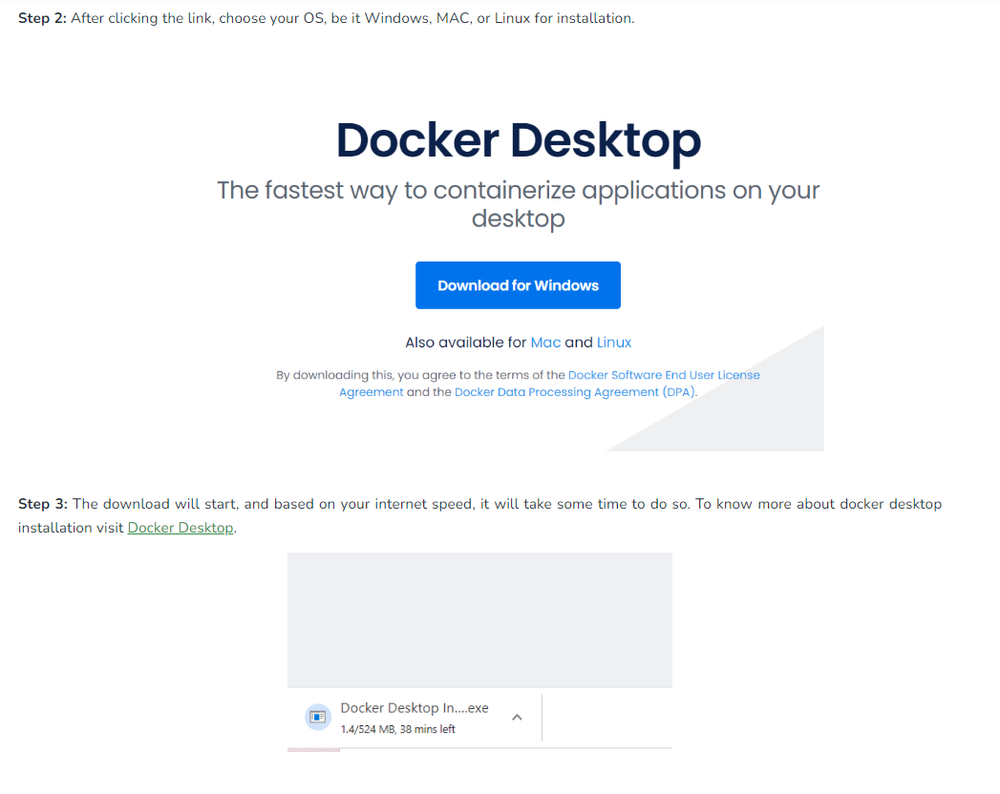 Step 2: After clicking the link, choose your OS, be it Windows, MAC, or Linux for installation.
Docker Desktop
The fastest way to containerize applications on your
desktop
Download for Windows
Also available for Mac and Linux
By downloading this, you agree to the terms of the Docker Software End User License
Agreement and the Docker Data Processing Agreement (DPA).
Step 3: The download will start, and based on your internet speed, it will take some time to do so. To know more about docker desktop
installation visit Docker Desktop.
Docker Desktop In....exe
1.4/524 MB, 38 mins left